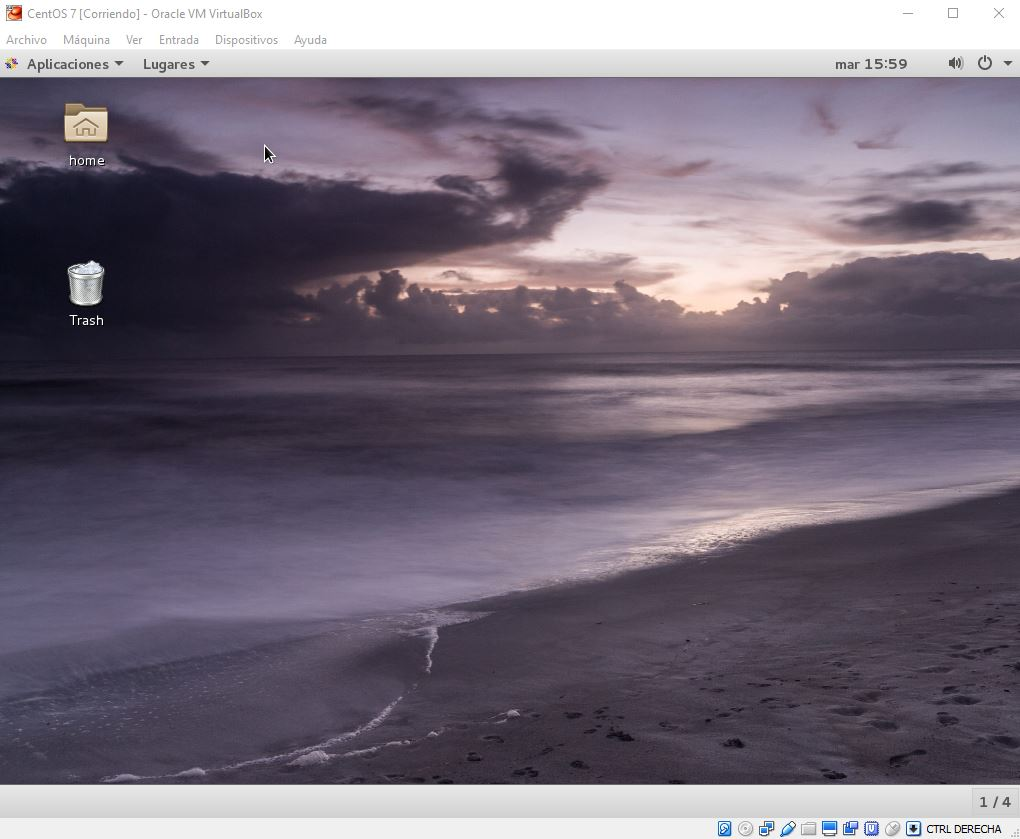 CentOS 7 [Corriendo] - Oracle VM VirtualBox
Archivo Máquina Ver Entrada Dispositivos Ayuda
Aplicaciones Lugares mar 15:59
home
Trash
1 / 4
CTRL DERECHA